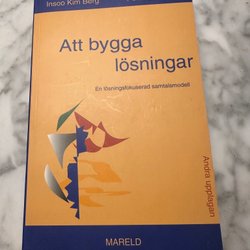 Insoo Kim Berg
Att bygga
lösningar
En lösningsfokuserad samtalsmodell
Andra upplagan
MARELD